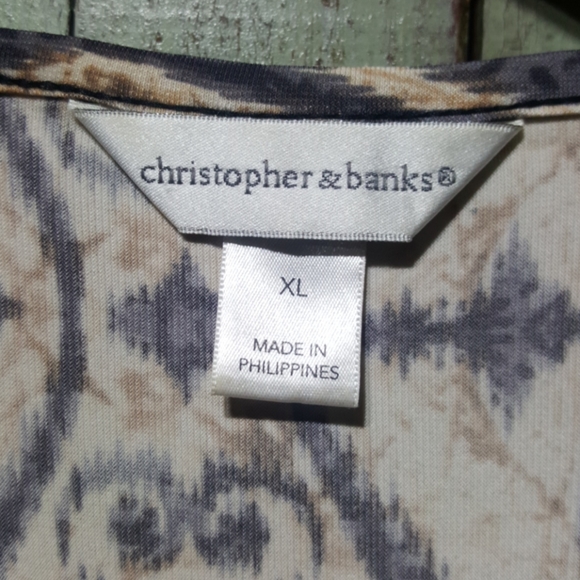 christopher & banks®
XL
MADE IN
PHILIPPINES